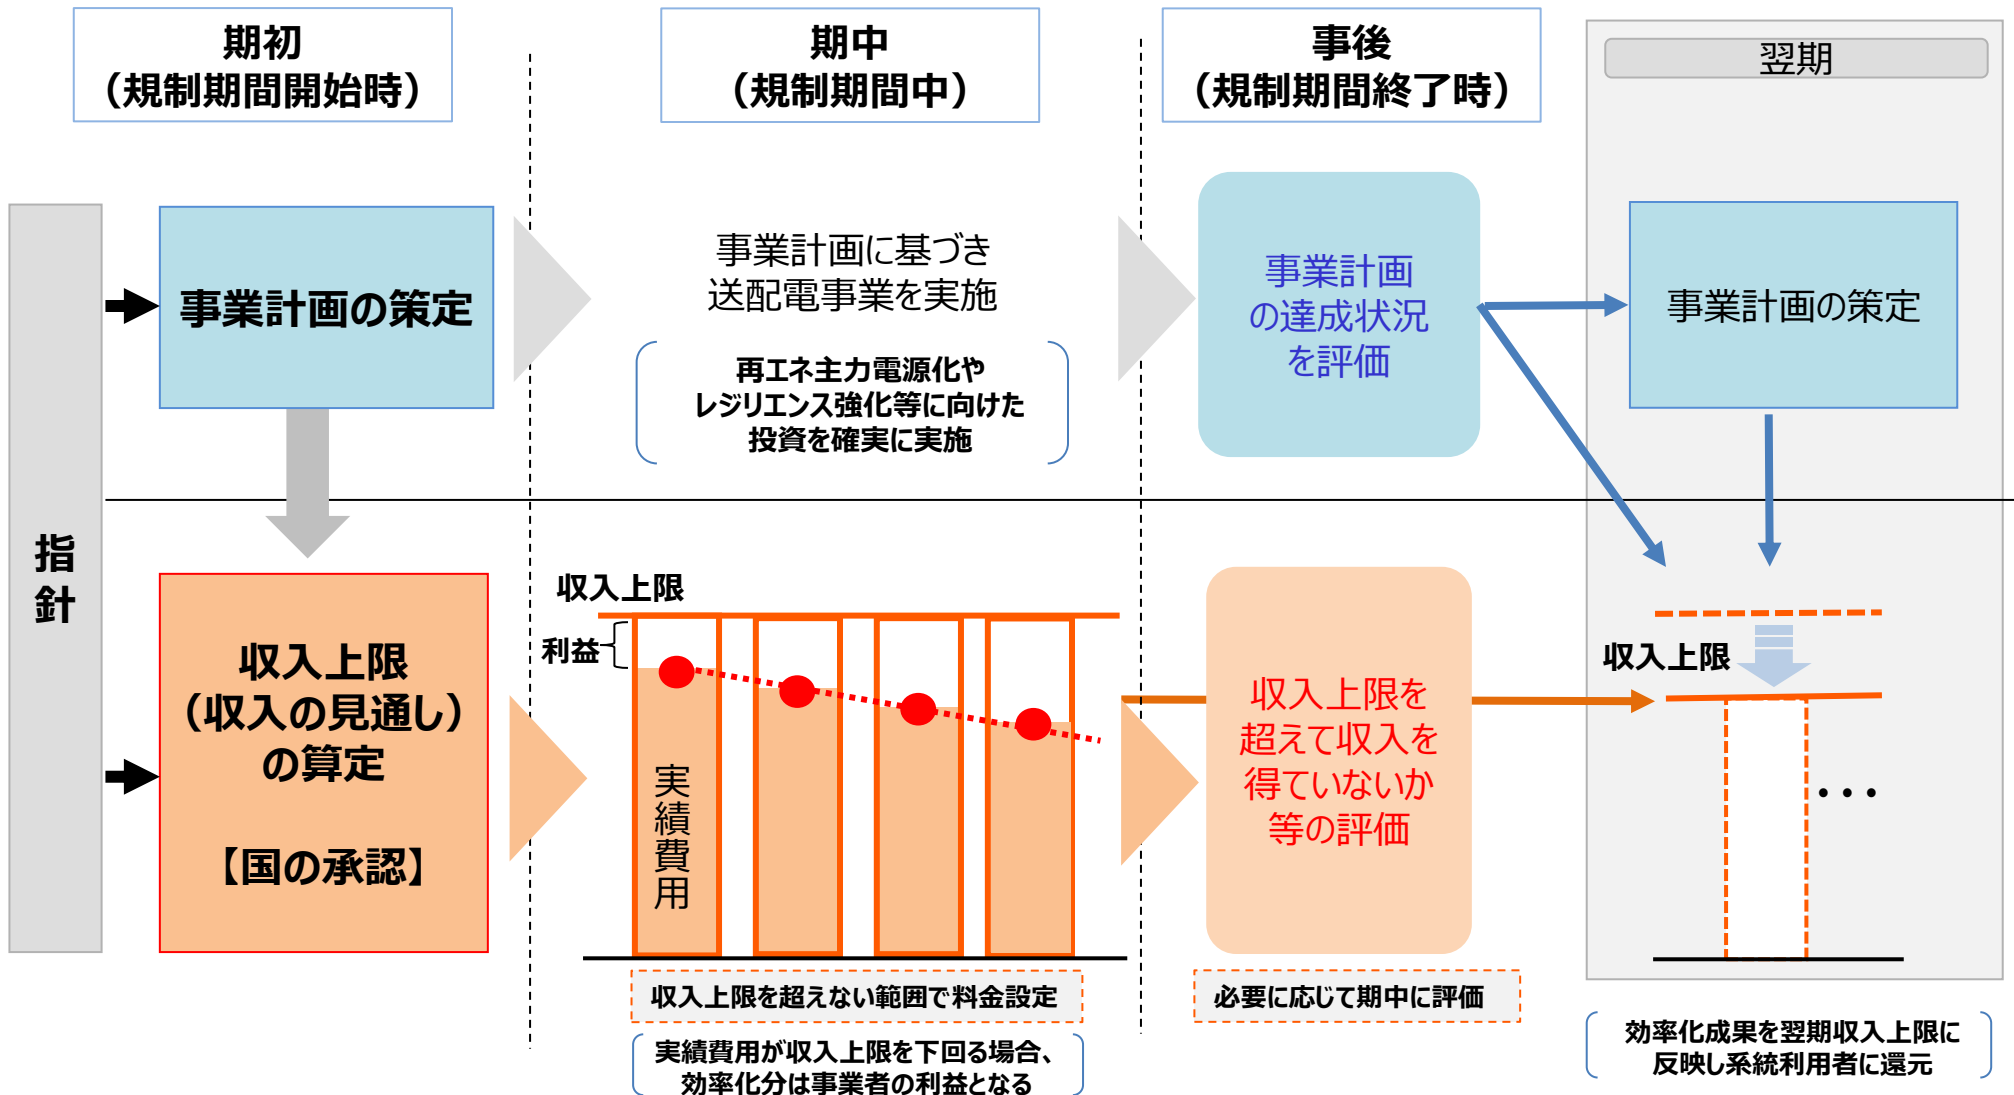 期初
（規制期間開始時）
期中
（規制期間中）
事後
（規制期間終了時）
翌期
指針
事業計画の策定
事業計画に基づき
送配電事業を実施
再エネ主力電源化や
レジリエンス強化等に向けた
投資を確実に実施
事業計画
の達成状況
を評価
事業計画の策定
収入上限
（収入の見通し）
の算定
【国の承認】
収入上限
利益
実績費用
収入上限を超えない範囲で料金設定
実績費用が収入上限を下回る場合、
効率化分は事業者の利益となる
収入上限を
超えて収入を
得ていないか
等の評価
必要に応じて期中に評価
収入上限
・・・
効率化成果を翌期収入上限に
反映し系統利用者に還元